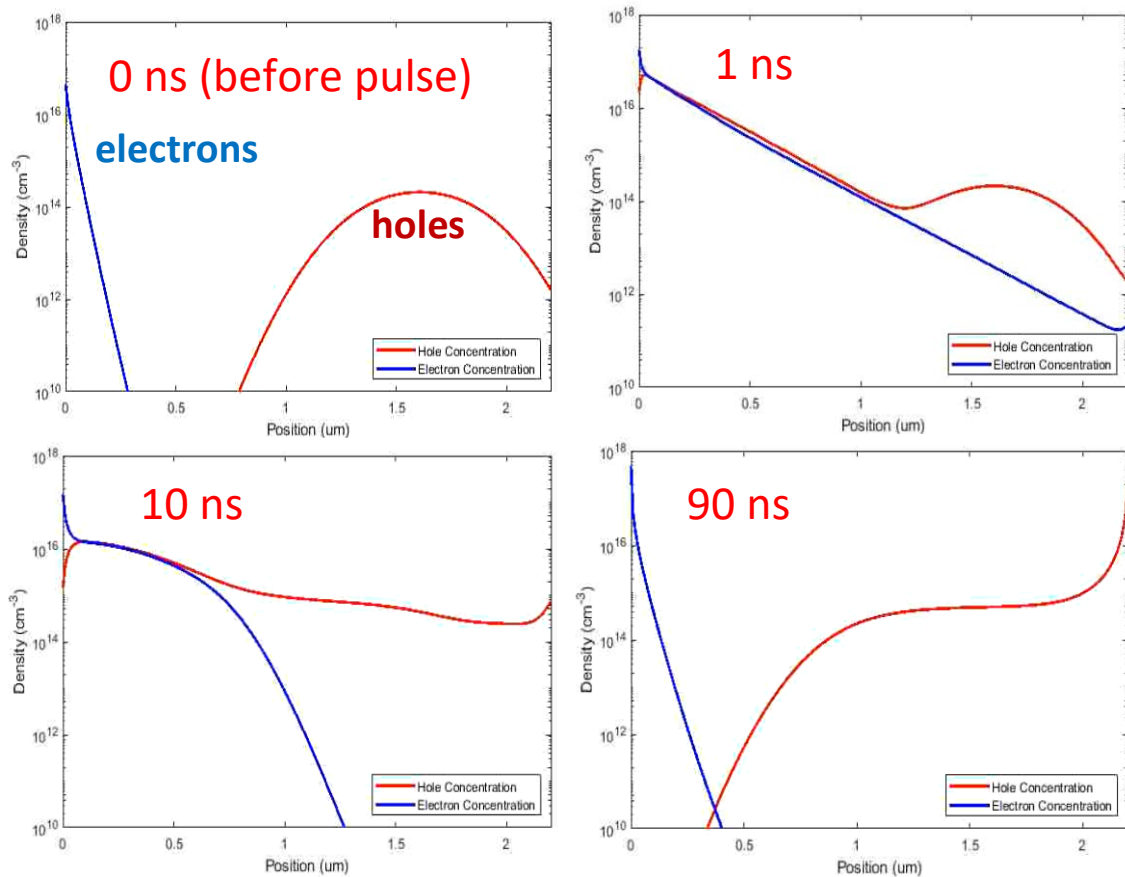 10^18
0 ns (before pulse)
10^16
electrons
Density (cm^-3)
10^14
holes
10^12
Hole Concentration
Electron Concentration
10^10
0
0.5
1
1.5
2
Position (um)
10^18
1 ns
10^16
Density (cm^-3)
10^14
10^12
Hole Concentration
Electron Concentration
10^10
0
0.5
1
1.5
2
Position (um)
10^18
10 ns
10^16
Density (cm^-3)
10^14
10^12
Hole Concentration
Electron Concentration
10^10
0
0.5
1
1.5
2
Position (um)
10^18
90 ns
10^16
Density (cm^-3)
10^14
10^12
Hole Concentration
Electron Concentration
10^10
0
0.5
1
1.5
2
Position (um)